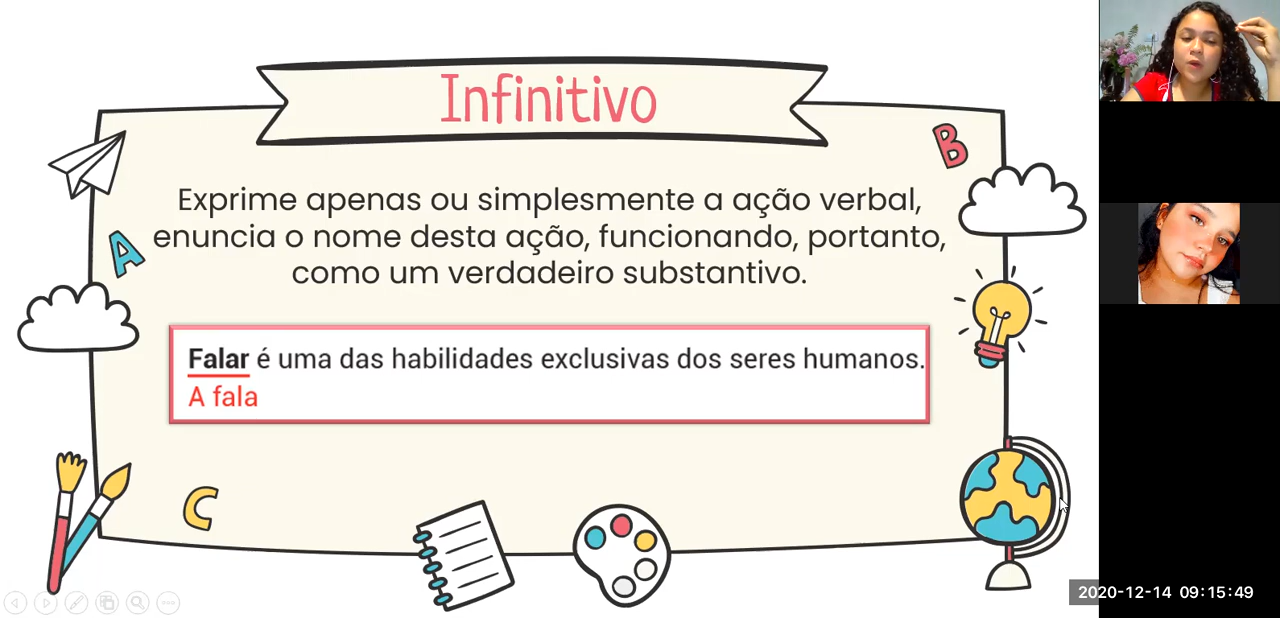 Infinitivo
B
Exprime apenas ou simplesmente a ação verbal,
A
enuncia o nome desta ação, funcionando, portanto,
como um verdadeiro substantivo.
Falar é uma das habilidades exclusivas dos seres humanos.
A fala
C
2020-12-14 09:15:49